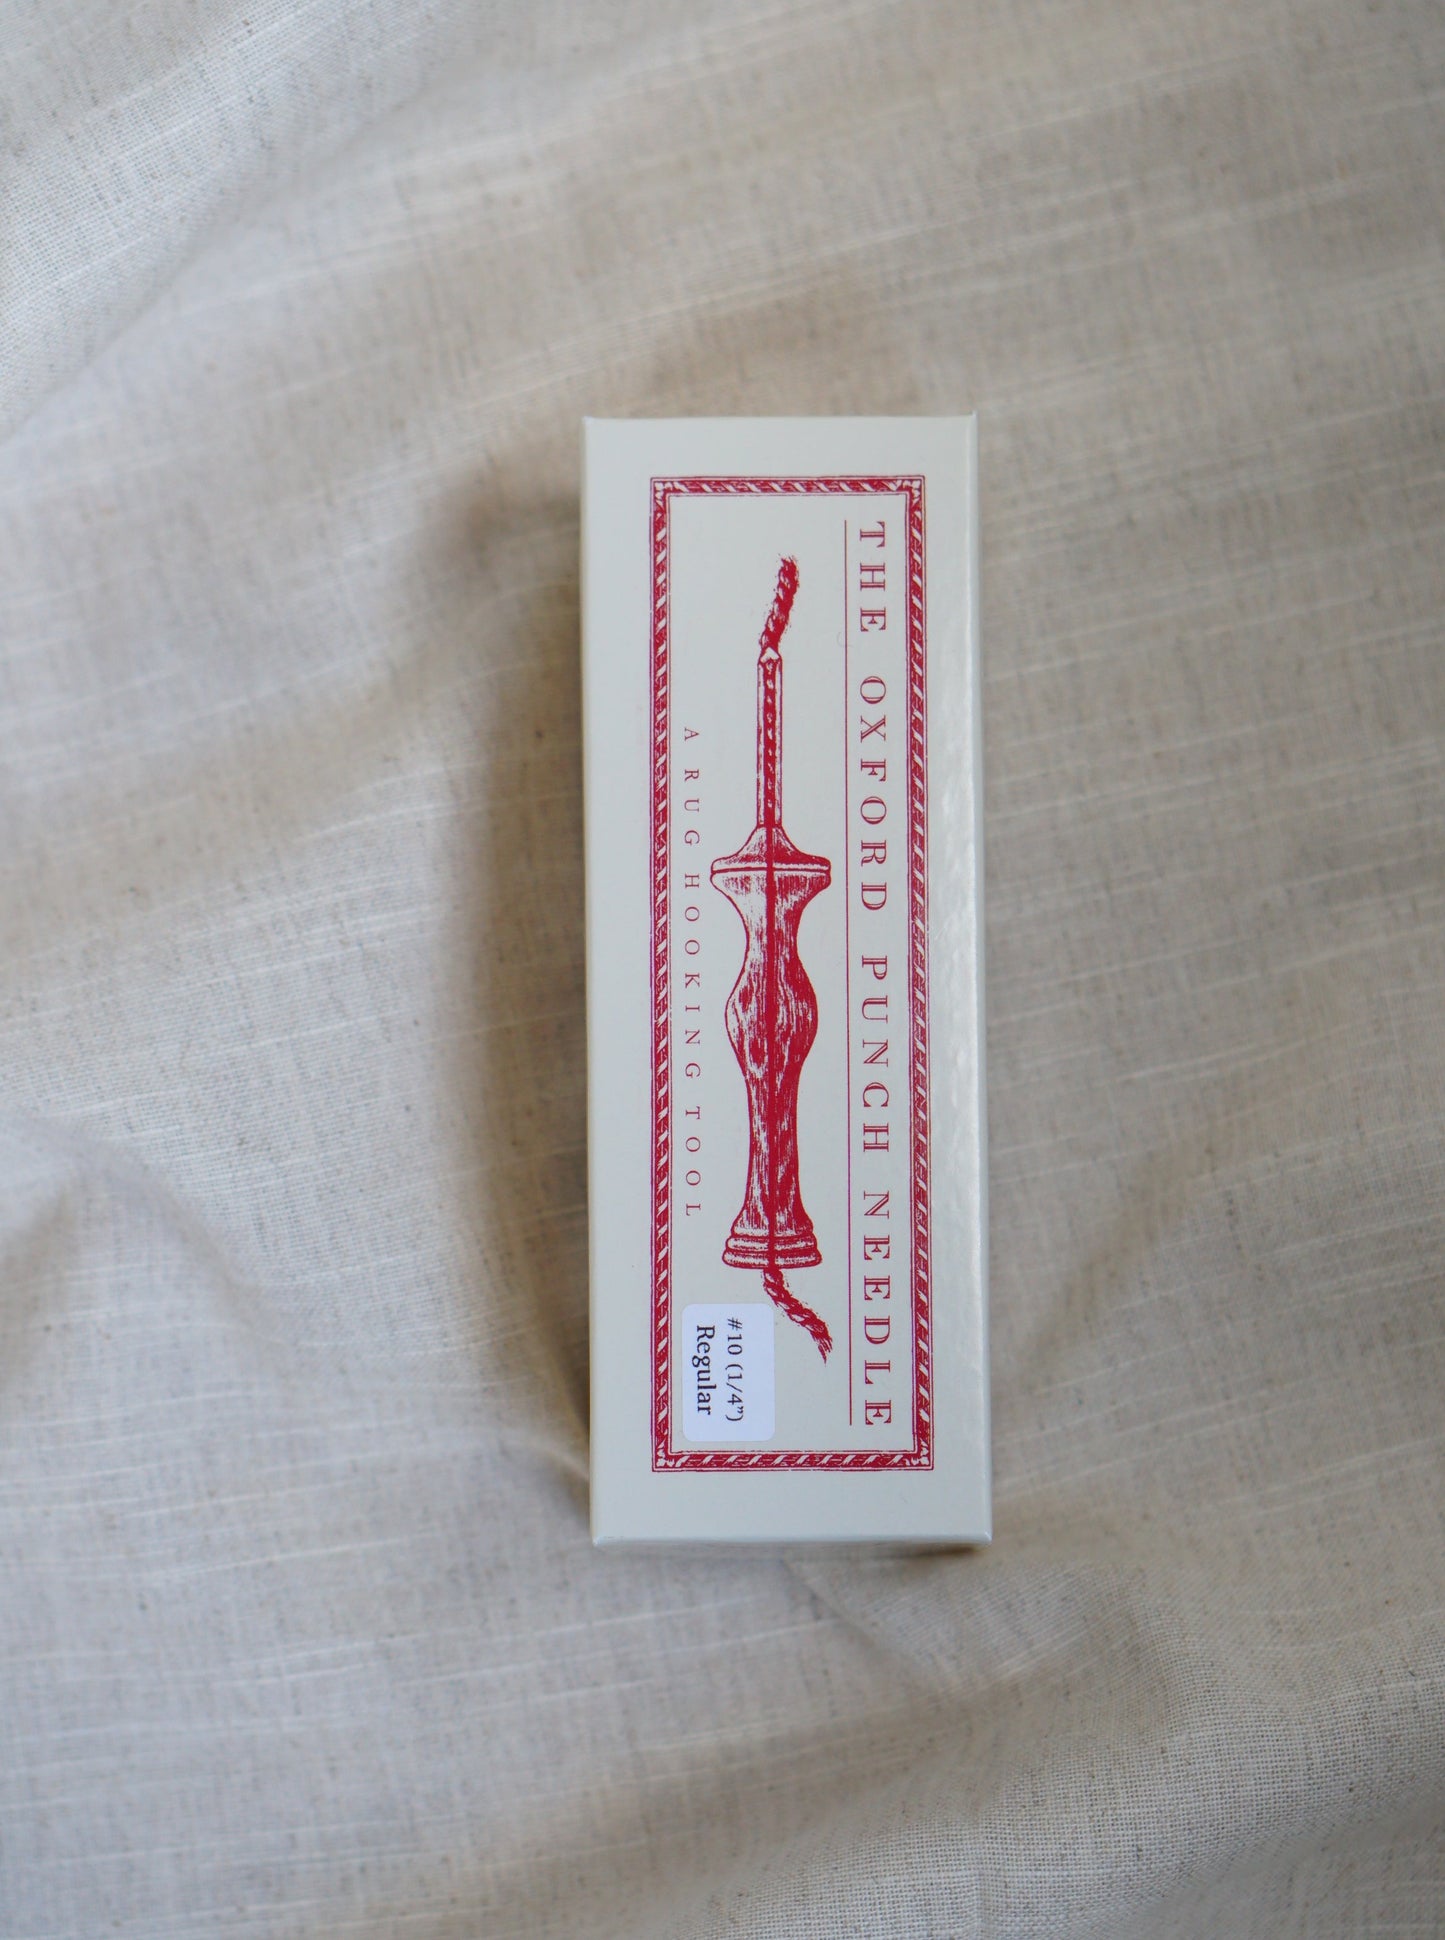 THE OXFORD PUNCH NEEDLE
A RUG HOOKING TOOL
#10 (1/4")
Regular